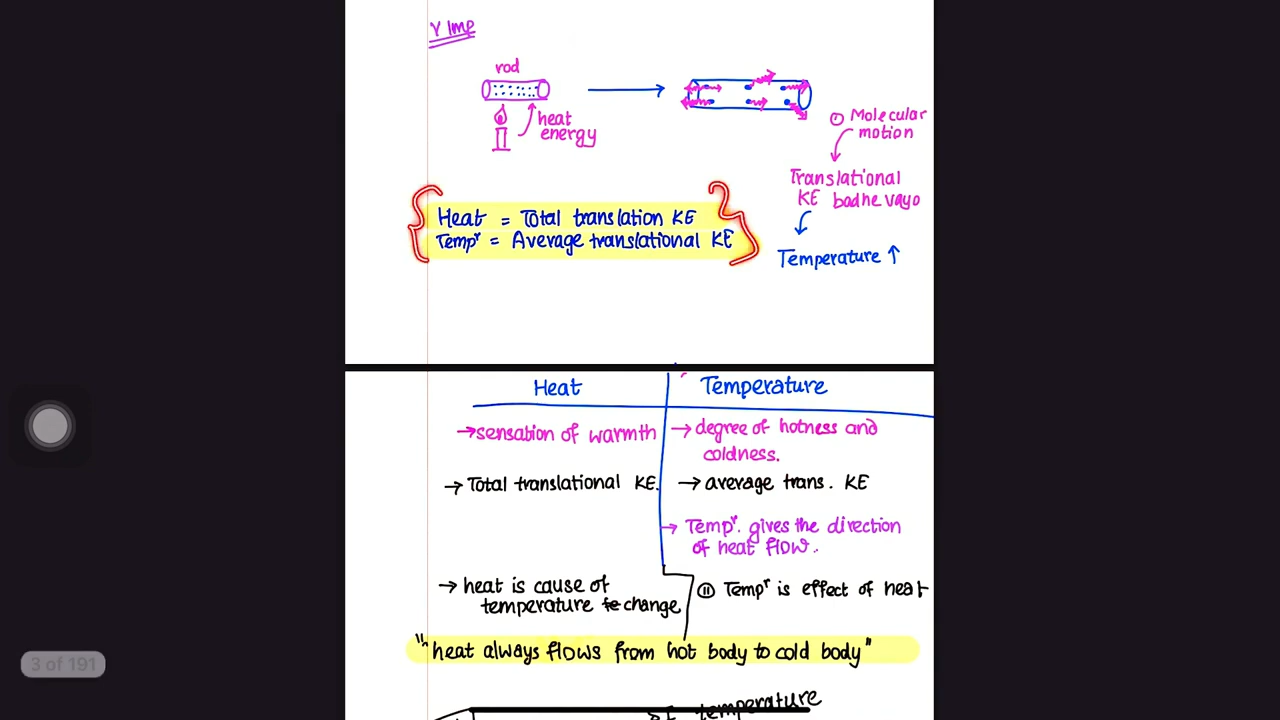 V Imp
rod
heat
energy
① Molecular
motion
Translational
KE badhe vayo
Temperature ↑
Heat = Total translation KE
Tempr = Average translational KE
Heat
Temperature
→ sensation of warmth
→ degree of hotness and
coldness.
→ Total translational KE.
→ average trans. KE
→ Tempr. gives the direction
of heat flow.
→ heat is cause of
temperature change
⑪ Tempr is effect of heat
"heat always flows from hot body to cold body"
temperature
3 of 191